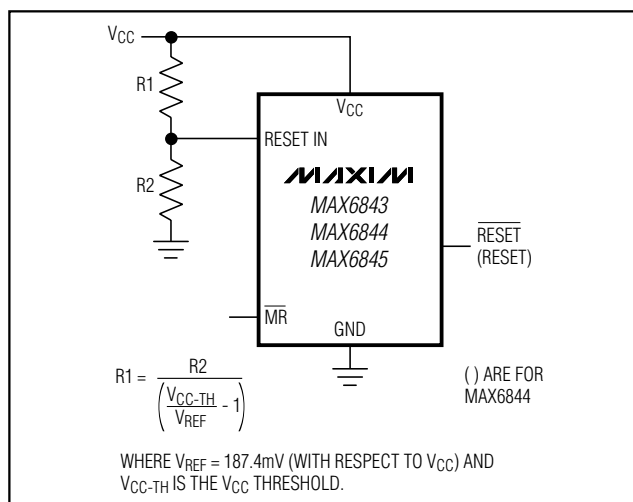 VCC
R1
VCC
RESET IN
MAXIM
R2
MAX6843
MAX6844
MAX6845
RESET
(RESET)
MR
GND
R1 = R2 / (VCC-TH / VREF - 1)
( ) ARE FOR
MAX6844
WHERE VREF = 187.4mV (WITH RESPECT TO VCC) AND
VCC-TH IS THE VCC THRESHOLD.